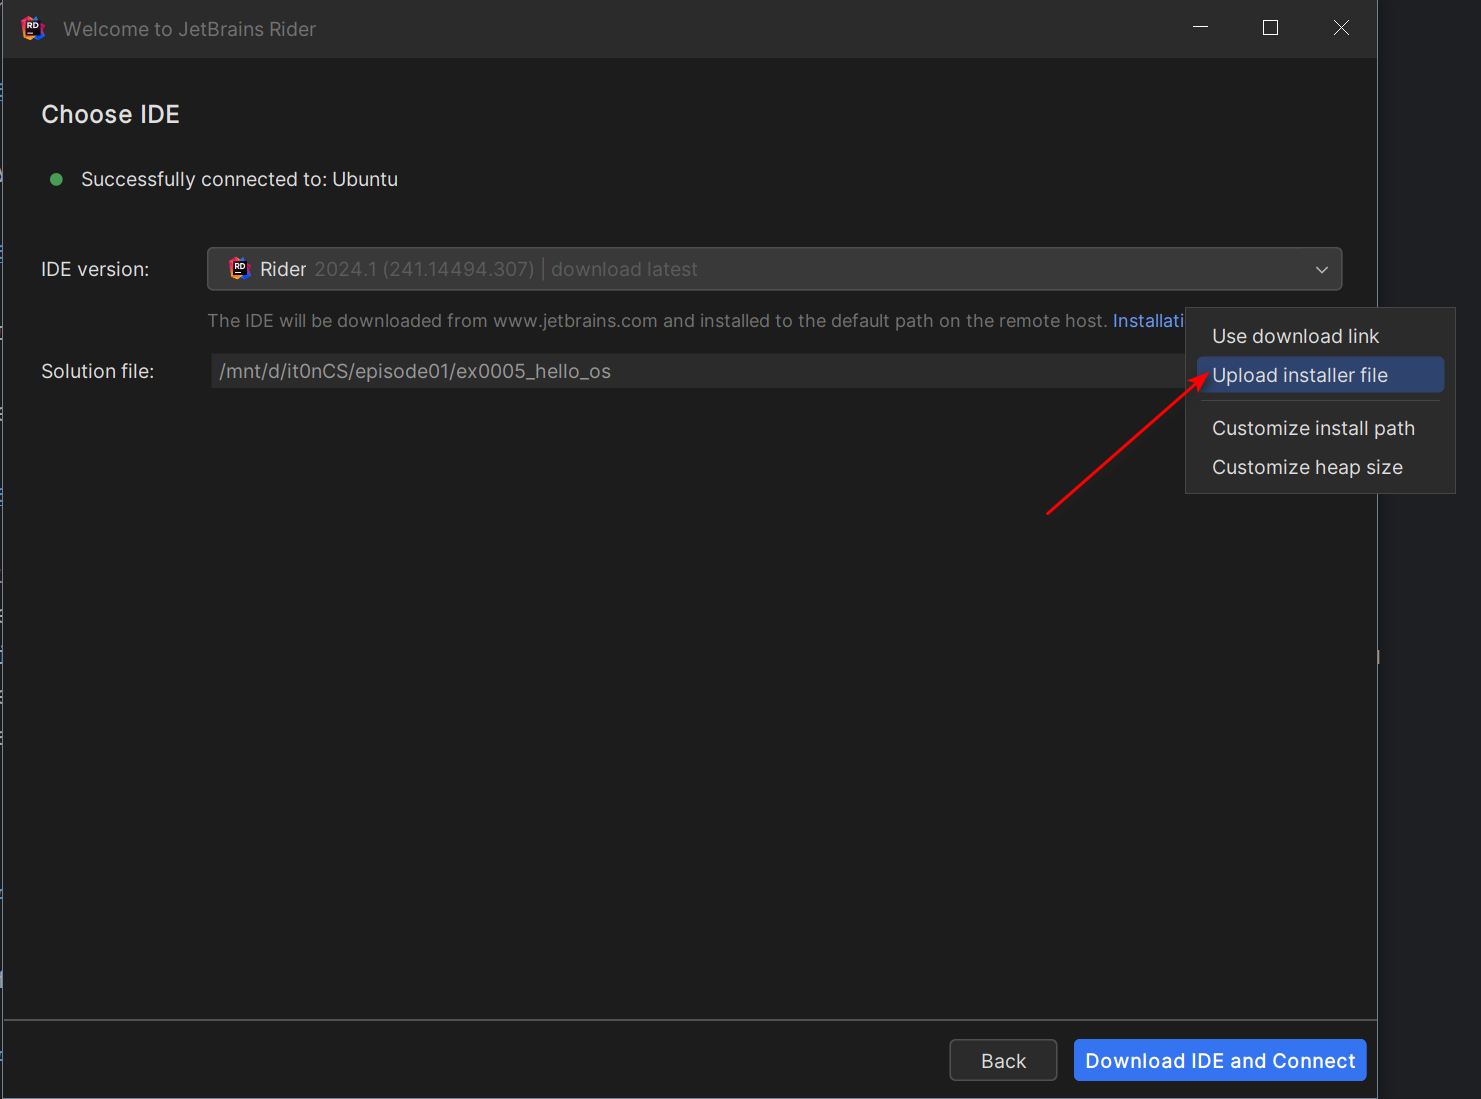 Welcome to JetBrains Rider
Choose IDE
Successfully connected to: Ubuntu
IDE version:
RD
Rider 2024.1 (241.14494.307) | download latest
The IDE will be downloaded from www.jetbrains.com and installed to the default path on the remote host. Installati
Solution file:
/mnt/d/it0nCS/episode01/ex0005_hello_os
Use download link
Upload installer file
Customize install path
Customize heap size
Back
Download IDE and Connect